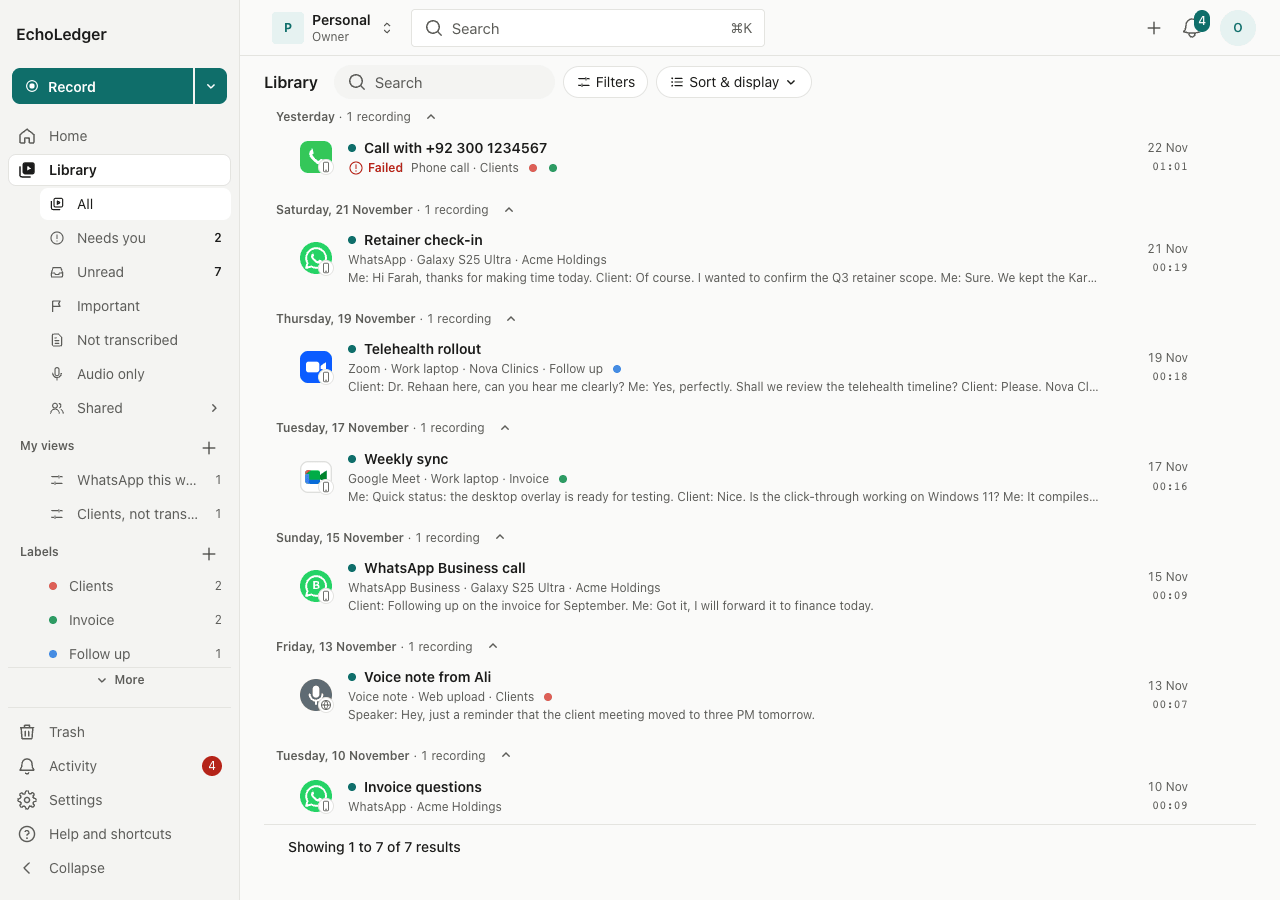 EchoLedger
Record
Home
Library
All
Needs you 2
Unread 7
Important
Not transcribed
Audio only
Shared
My views
WhatsApp this w... 1
Clients, not trans... 1
Labels
Clients 2
Invoice 2
Follow up 1
More
Trash
Activity 4
Settings
Help and shortcuts
Collapse
P Personal
Owner
Search ⌘K
4
O
Library Search Filters Sort & display
Yesterday · 1 recording
Call with +92 300 1234567 22 Nov
Failed Phone call · Clients 01:01
Saturday, 21 November · 1 recording
Retainer check-in 21 Nov
WhatsApp · Galaxy S25 Ultra · Acme Holdings 00:19
Me: Hi Farah, thanks for making time today. Client: Of course. I wanted to confirm the Q3 retainer scope. Me: Sure. We kept the Kar...
Thursday, 19 November · 1 recording
Telehealth rollout 19 Nov
Zoom · Work laptop · Nova Clinics · Follow up 00:18
Client: Dr. Rehaan here, can you hear me clearly? Me: Yes, perfectly. Shall we review the telehealth timeline? Client: Please. Nova Cl...
Tuesday, 17 November · 1 recording
Weekly sync 17 Nov
Google Meet · Work laptop · Invoice 00:16
Me: Quick status: the desktop overlay is ready for testing. Client: Nice. Is the click-through working on Windows 11? Me: It compiles...
Sunday, 15 November · 1 recording
WhatsApp Business call 15 Nov
B
WhatsApp Business · Galaxy S25 Ultra · Acme Holdings 00:09
Client: Following up on the invoice for September. Me: Got it, I will forward it to finance today.
Friday, 13 November · 1 recording
Voice note from Ali 13 Nov
Voice note · Web upload · Clients 00:07
Speaker: Hey, just a reminder that the client meeting moved to three PM tomorrow.
Tuesday, 10 November · 1 recording
Invoice questions 10 Nov
WhatsApp · Acme Holdings 00:09
Showing 1 to 7 of 7 results